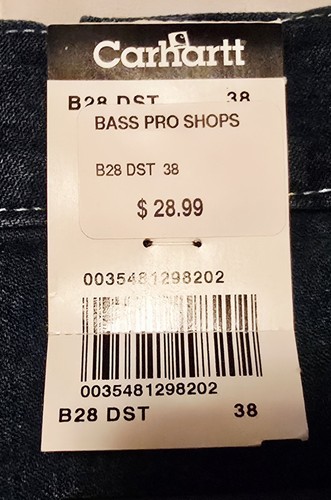 Carhartt
B28 DST 38
BASS PRO SHOPS
B28 DST 38
$ 28.99
0035481298202
0035481298202
B28 DST 38